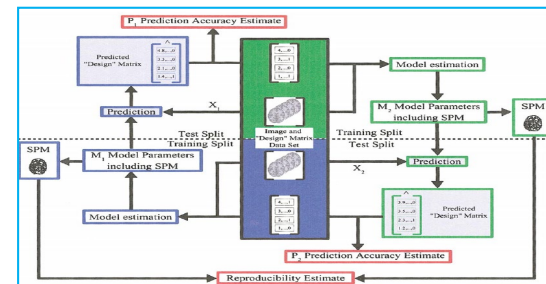 P₁ Prediction Accuracy Estimate
Predicted
"Design" Matrix
Model estimation
X₁
Prediction
M₂ Model Parameters
including SPM
SPM
Test Split
Training Split
Image and
"Design" Matrix
Data Set
Training Split
Test Split
SPM
M₁ Model Parameters
including SPM
X₂
Prediction
Model estimation
Predicted
"Design" Matrix
P₂ Prediction Accuracy Estimate
Reproducibility Estimate